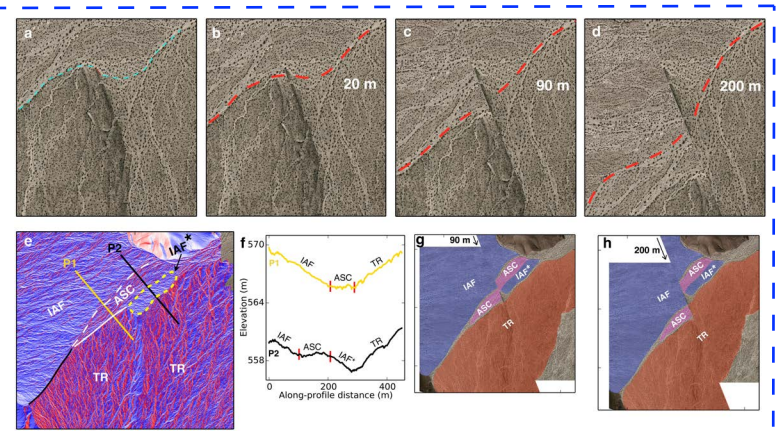 a
b
20 m
c
90 m
d
200 m
e
P2
IAF*
P1
IAF
ASC
TR
TR
f
570
564
558
Elevation (m)
P1
IAF
ASC
TR
P2
IAF
ASC
IAF*
TR
0
200
400
Along-profile distance (m)
g
90 m
ASC
IAF*
IAF
ASC
TR
h
200 m
ASC
IAF*
IAF
ASC
TR